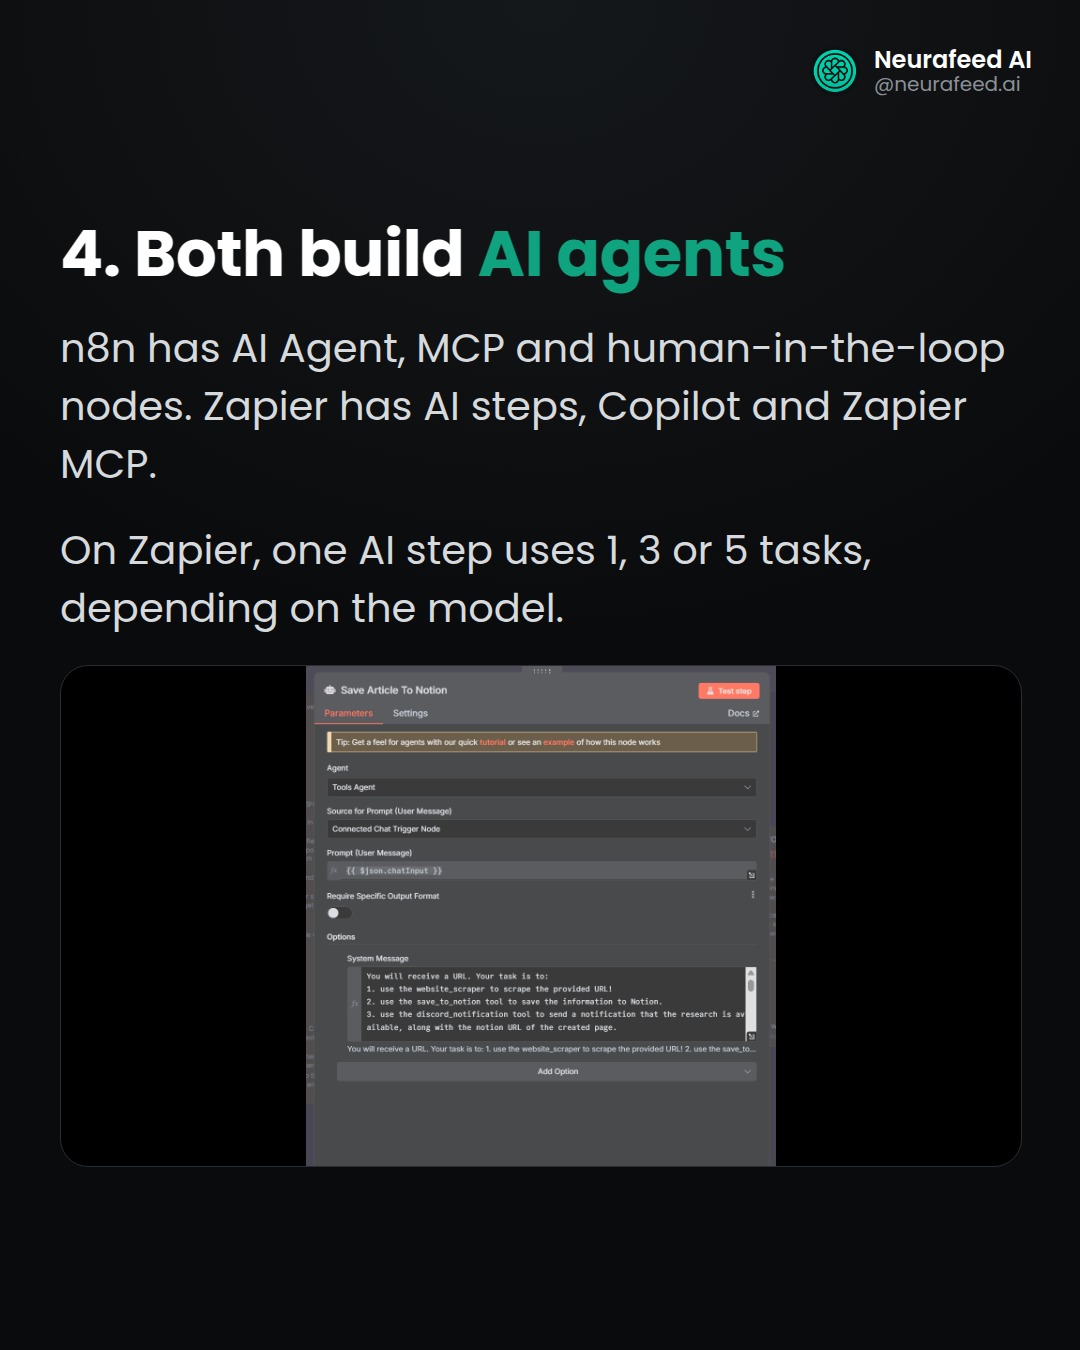 Neurafeed AI
@neurafeed.ai
4. Both build AI agents
n8n has AI Agent, MCP and human-in-the-loop
nodes. Zapier has AI steps, Copilot and Zapier
MCP.
On Zapier, one AI step uses 1, 3 or 5 tasks,
depending on the model.
Save Article To Notion
Test step
Parameters Settings
Docs
Tip: Get a feel for agents with our quick tutorial or see an example of how this node works
Agent
Tools Agent
Source for Prompt (User Message)
Connected Chat Trigger Node
Prompt (User Message)
fx {{ $json.chatInput }}
Require Specific Output Format
Options
System Message
fx
You will receive a URL. Your task is to:
1. use the website_scraper to scrape the provided URL!
2. use the save_to_notion tool to save the information to Notion.
3. use the discord_notification tool to send a notification that the research is av
ailable, along with the notion URL of the created page.
You will receive a URL. Your task is to: 1. use the website_scraper to scrape the provided URL! 2. use the save_to...
Add Option